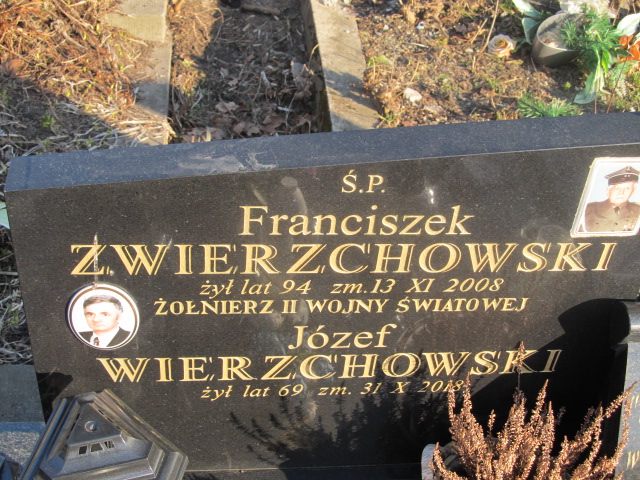 Ś.P.
Franciszek
ZWIERZCHOWSKI
żył lat 94 zm. 13 XI 2008
ŻOŁNIERZ II WOJNY ŚWIATOWEJ
Józef
WIERZCHOWSKI
żył lat 69 zm. 31 X 2018